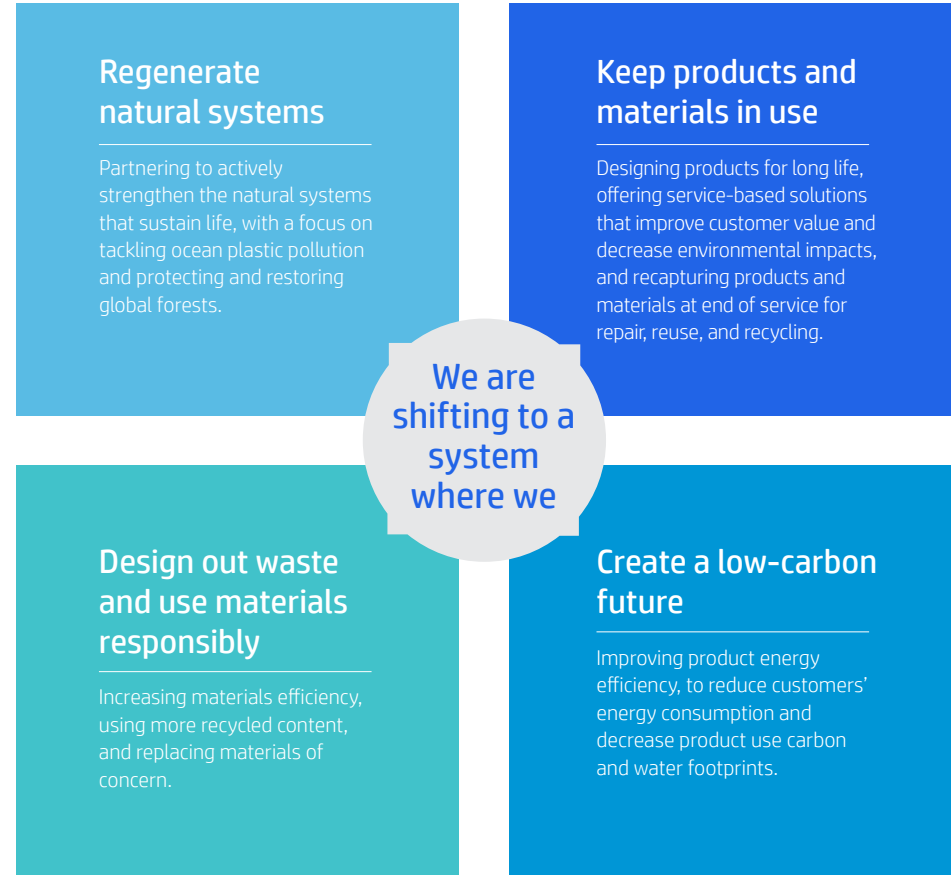 Regenerate
natural systems
Partnering to actively
strengthen the natural systems
that sustain life, with a focus on
tackling ocean plastic pollution
and protecting and restoring
global forests.
Keep products and
materials in use
Designing products for long life,
offering service-based solutions
that improve customer value and
decrease environmental impacts,
and recapturing products and
materials at end of service for
repair, reuse, and recycling.
We are
shifting to a
system
where we
Design out waste
and use materials
responsibly
Increasing materials efficiency,
using more recycled content,
and replacing materials of
concern.
Create a low-carbon
future
Improving product energy
efficiency, to reduce customers’
energy consumption and
decrease product use carbon
and water footprints.